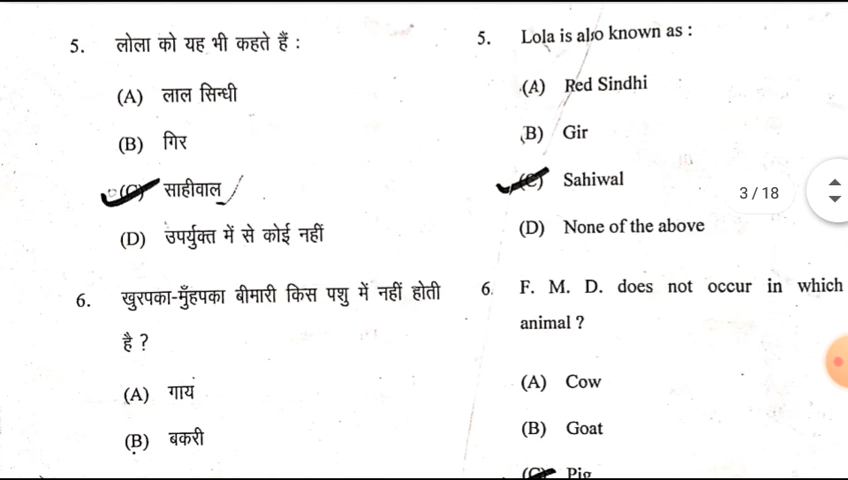 5. लोला को यह भी कहते हैं :
(A) लाल सिन्धी
(B) गिर
(C) साहीवाल
(D) उपर्युक्त में से कोई नहीं
6. खुरपका-मुँहपका बीमारी किस पशु में नहीं होती
है ?
(A) गाय
(B) बकरी
5. Lola is also known as :
(A) Red Sindhi
(B) Gir
(C) Sahiwal
(D) None of the above
6. F. M. D. does not occur in which
animal ?
(A) Cow
(B) Goat
(C) Pig
3 / 18